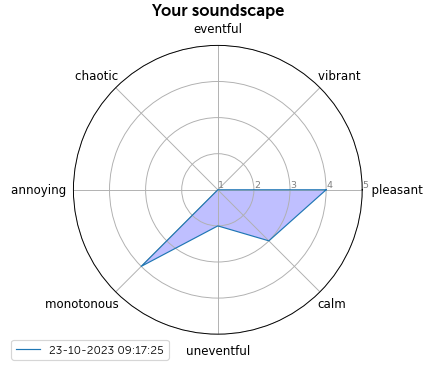 Your soundscape
eventful
chaotic
vibrant
annoying
1
2
3
4
5
pleasant
monotonous
calm
uneventful
23-10-2023 09:17:25